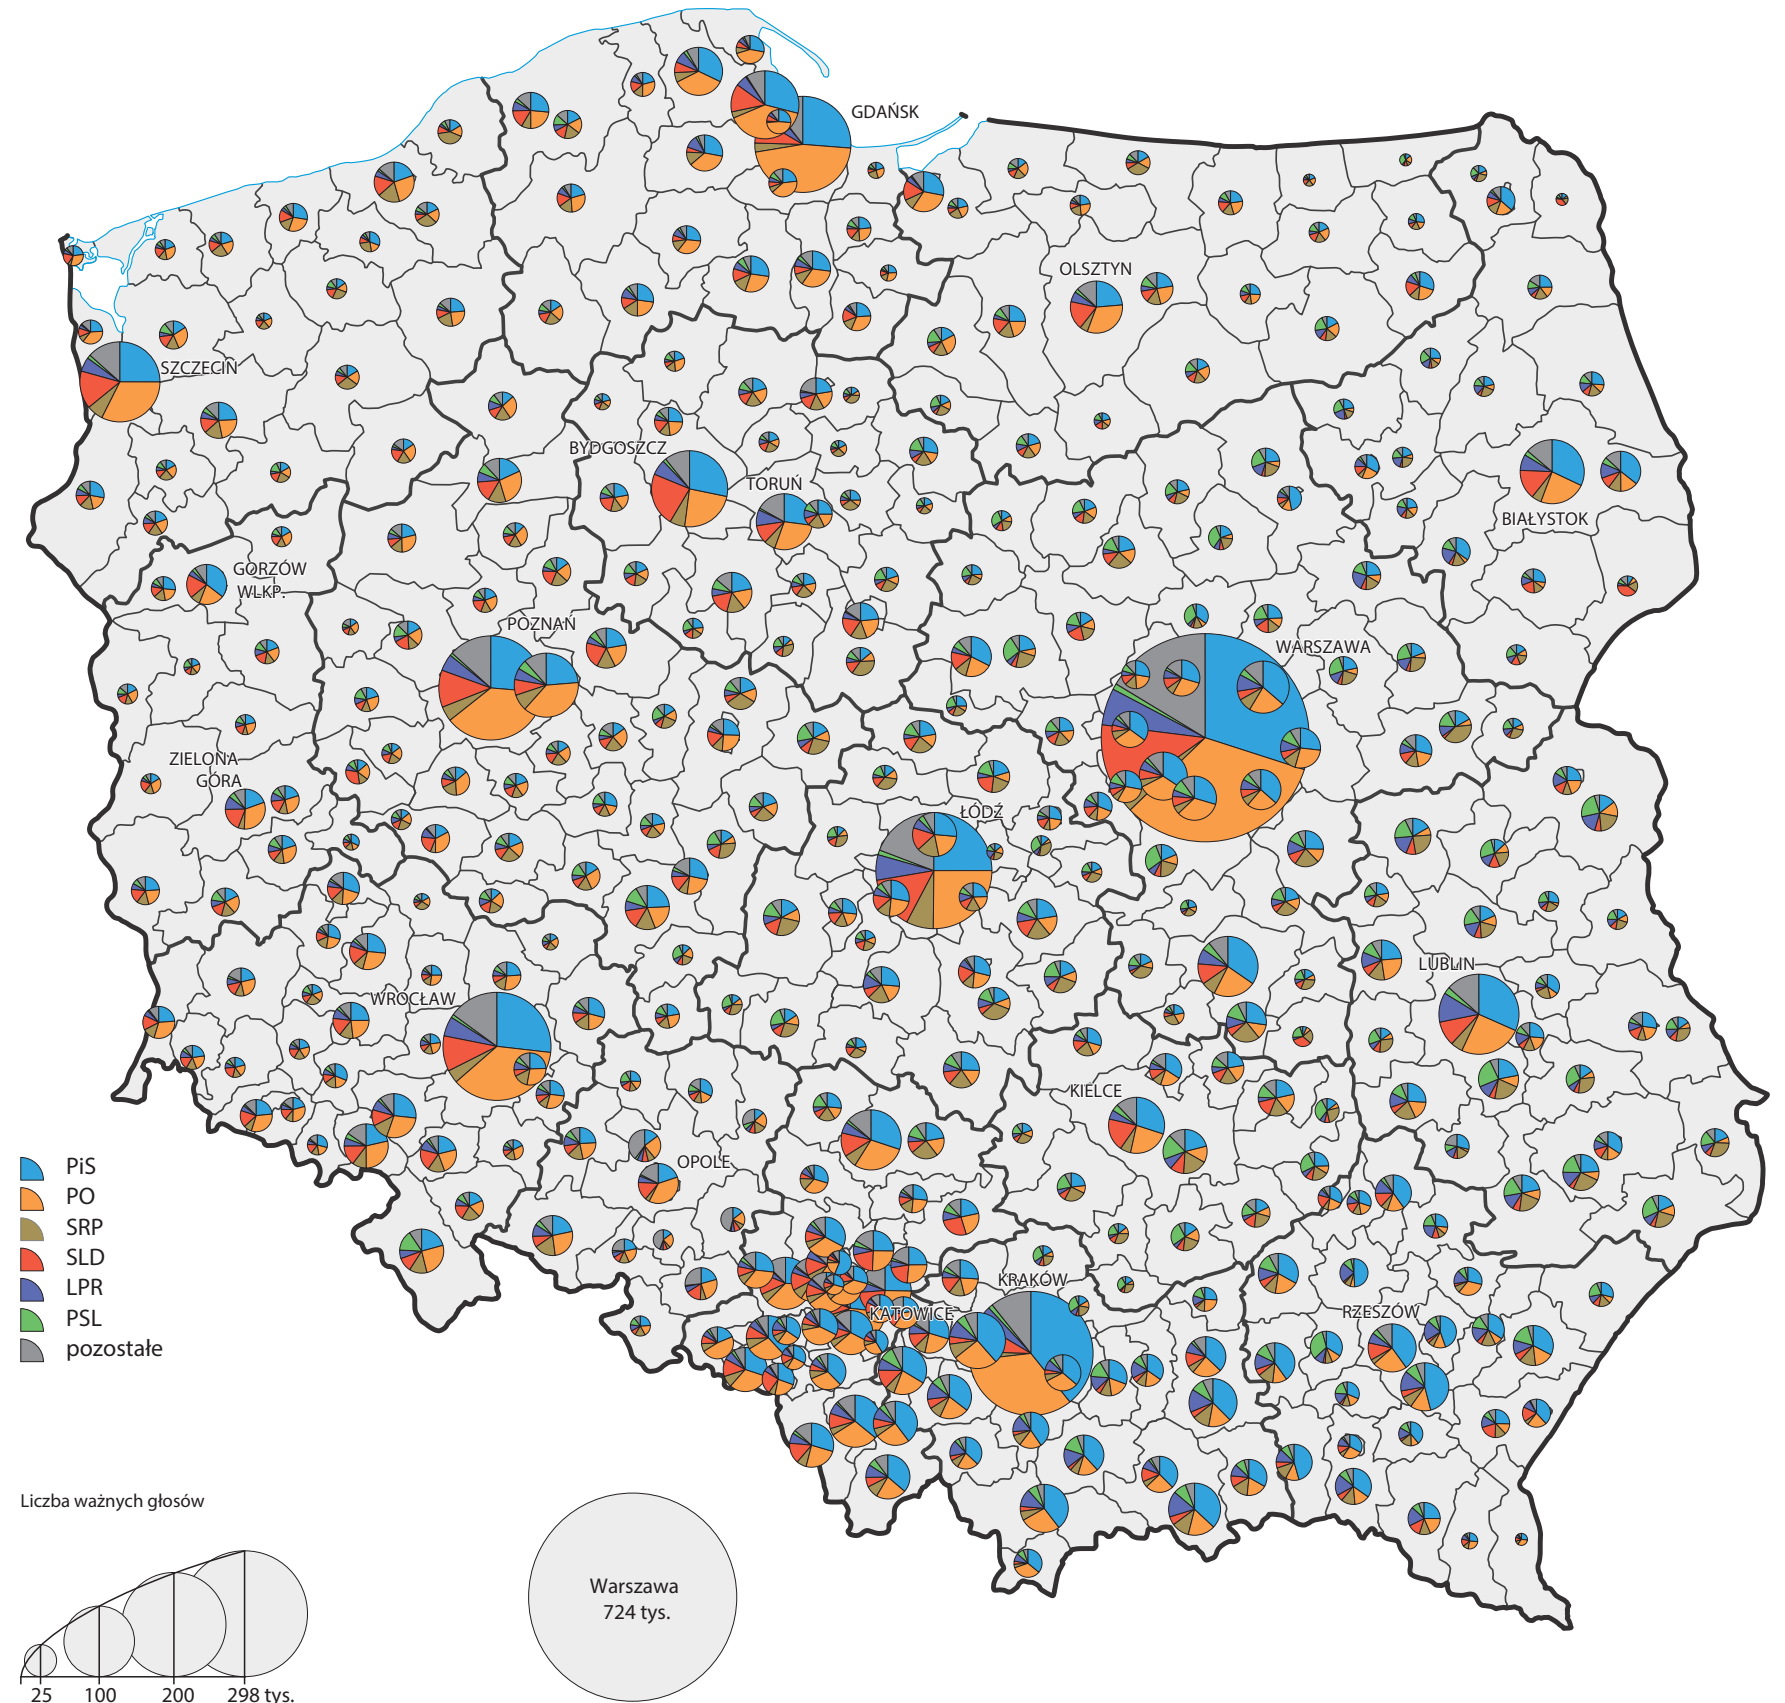 GDAŃSK
OLSZTYN
SZCZECIN
BYDGOSZCZ
TORUŃ
BIAŁYSTOK
GORZÓW
WLKP.
POZNAŃ
WARSZAWA
ZIELONA
GÓRA
ŁÓDŹ
LUBLIN
WROCŁAW
KIELCE
OPOLE
KRAKÓW
KATOWICE
RZESZÓW
PiS
PO
SRP
SLD
LPR
PSL
pozostałe
Liczba ważnych głosów
25 100 200 298 tys.
Warszawa
724 tys.